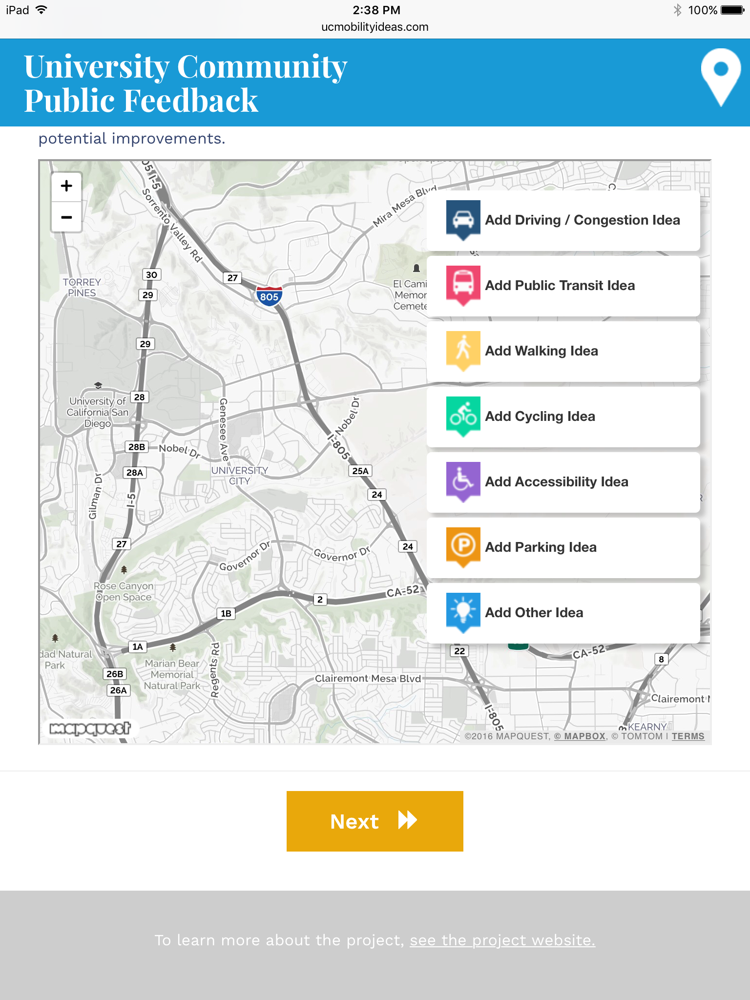 iPad
2:38 PM
100%
ucmobilityideas.com
University Community
Public Feedback
potential improvements.
+
−
I-5
Sorrento Valley Rd
Mira Mesa Blvd
Add Driving / Congestion Idea
30
27
805
29
TORREY
PINES
El Cami
Memor
Cemete
Add Public Transit Idea
29
Add Walking Idea
28
University of
California San
Diego
Genesee Ave
Nobel Dr
Add Cycling Idea
28B
Nobel Dr
I-805
28A
UNIVERSITY
CITY
25A
Gilman Dr
I-5
24
Add Accessibility Idea
27
Governor Dr
Governor Dr
24
Add Parking Idea
Rose Canyon
Open Space
1B
2
CA-52
Add Other Idea
1A
dad Natural
Park
Marian Bear
Memorial
Natural Park
Regents Rd
26B
26A
22
CA-52
8
Clairemont Mesa Blvd
Clairemont
I-805
KEARNY
mapquest
©2016 MAPQUEST, © MAPBOX, © TOMTOM | TERMS
Next
To learn more about the project, see the project website.